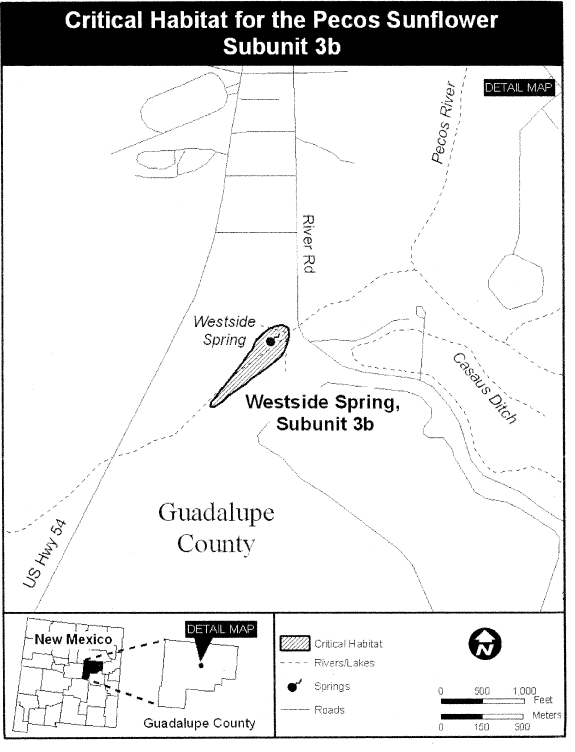 Critical Habitat for the Pecos Sunflower
Subunit 3b
DETAIL MAP
Pecos River
River Rd
Westside
Spring
Westside Spring,
Subunit 3b
Casaus Ditch
Guadalupe
County
US Hwy 54
New Mexico
DETAIL MAP
Guadalupe County
Critical Habitat
Rivers/Lakes
Springs
Roads
N
0 500 1,000
Feet
Meters
0 150 300